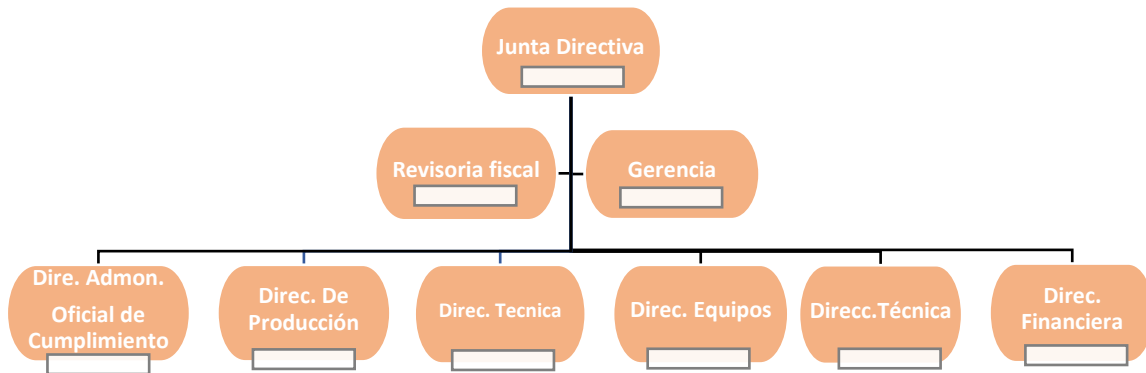 Junta Directiva
Revisoria fiscal
Gerencia
Dire. Admon.
Oficial de
Cumplimiento
Direc. De
Producción
Direc. Tecnica
Direc. Equipos
Direcc.Técnica
Direc.
Financiera